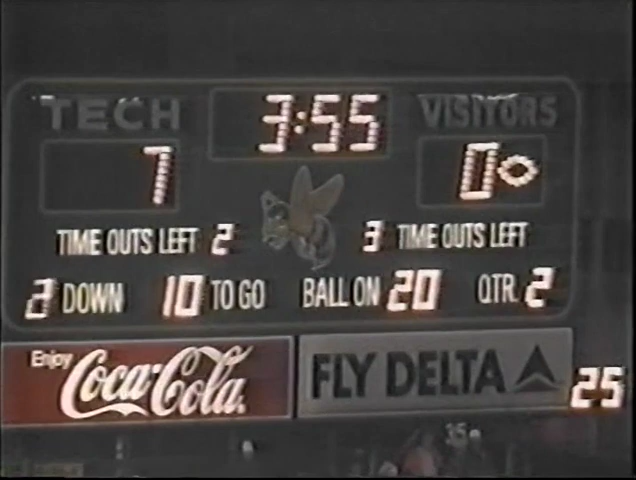 TECH 3:55 VISITORS
7 0
TIME OUTS LEFT 2 3 TIME OUTS LEFT
2 DOWN 10 TO GO BALL ON 20 QTR. 2
Enjoy Coca-Cola FLY DELTA 25